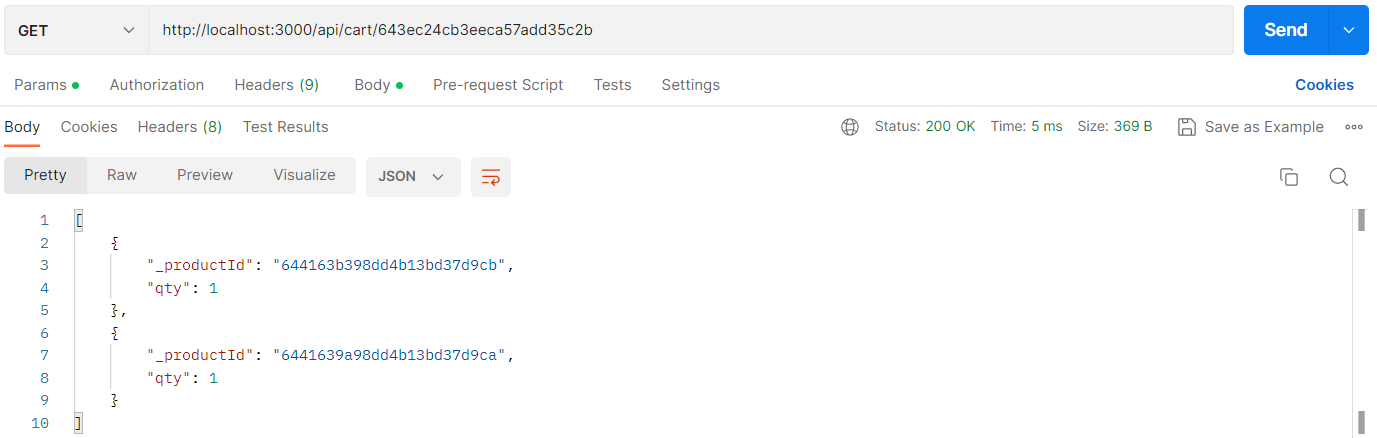 GET http://localhost:3000/api/cart/643ec24cb3eeca57add35c2b Send
Params Authorization Headers (9) Body Pre-request Script Tests Settings Cookies
Body Cookies Headers (8) Test Results Status: 200 OK Time: 5 ms Size: 369 B Save as Example
Pretty Raw Preview Visualize JSON
1 [
2 {
3 "_productId": "644163b398dd4b13bd37d9cb",
4 "qty": 1
5 },
6 {
7 "_productId": "6441639a98dd4b13bd37d9ca",
8 "qty": 1
9 }
10 ]